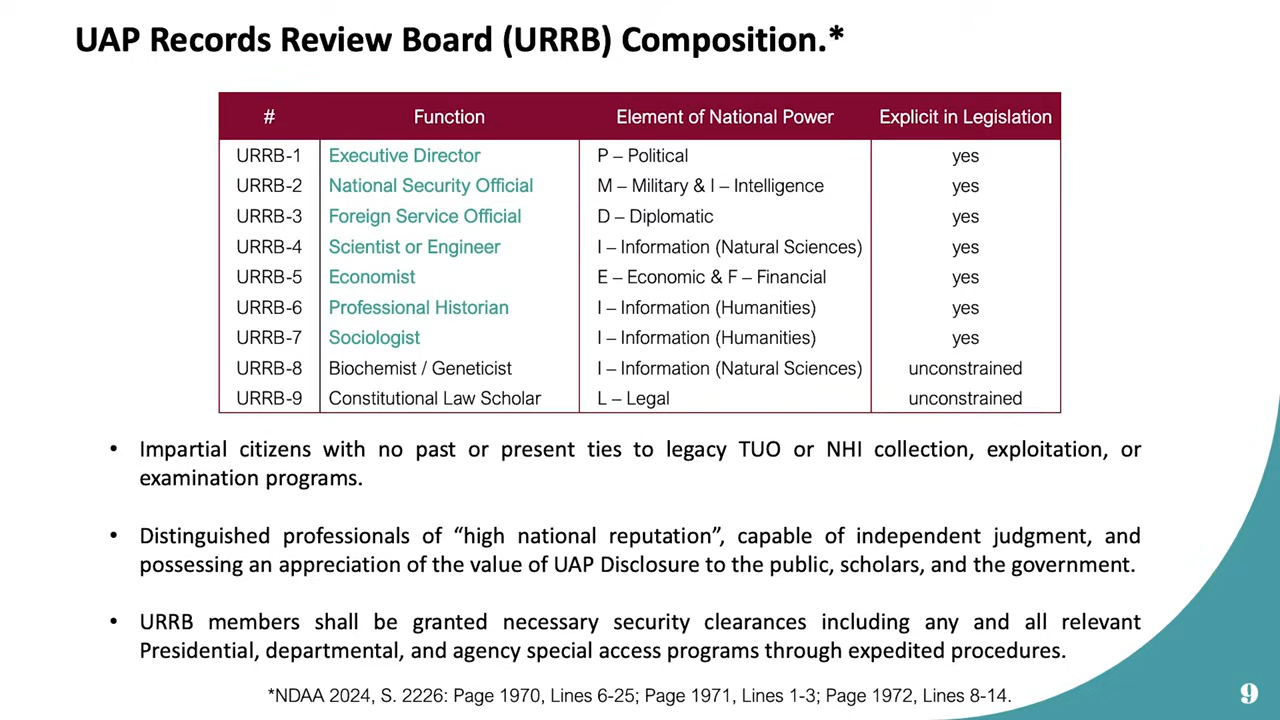 UAP Records Review Board (URRB) Composition.*
# Function Element of National Power Explicit in Legislation
URRB-1 Executive Director P – Political yes
URRB-2 National Security Official M – Military & I – Intelligence yes
URRB-3 Foreign Service Official D – Diplomatic yes
URRB-4 Scientist or Engineer I – Information (Natural Sciences) yes
URRB-5 Economist E – Economic & F – Financial yes
URRB-6 Professional Historian I – Information (Humanities) yes
URRB-7 Sociologist I – Information (Humanities) yes
URRB-8 Biochemist / Geneticist I – Information (Natural Sciences) unconstrained
URRB-9 Constitutional Law Scholar L – Legal unconstrained
• Impartial citizens with no past or present ties to legacy TUO or NHI collection, exploitation, or
examination programs.
• Distinguished professionals of “high national reputation”, capable of independent judgment, and
possessing an appreciation of the value of UAP Disclosure to the public, scholars, and the government.
• URRB members shall be granted necessary security clearances including any and all relevant
Presidential, departmental, and agency special access programs through expedited procedures.
*NDAA 2024, S. 2226: Page 1970, Lines 6-25; Page 1971, Lines 1-3; Page 1972, Lines 8-14.
9